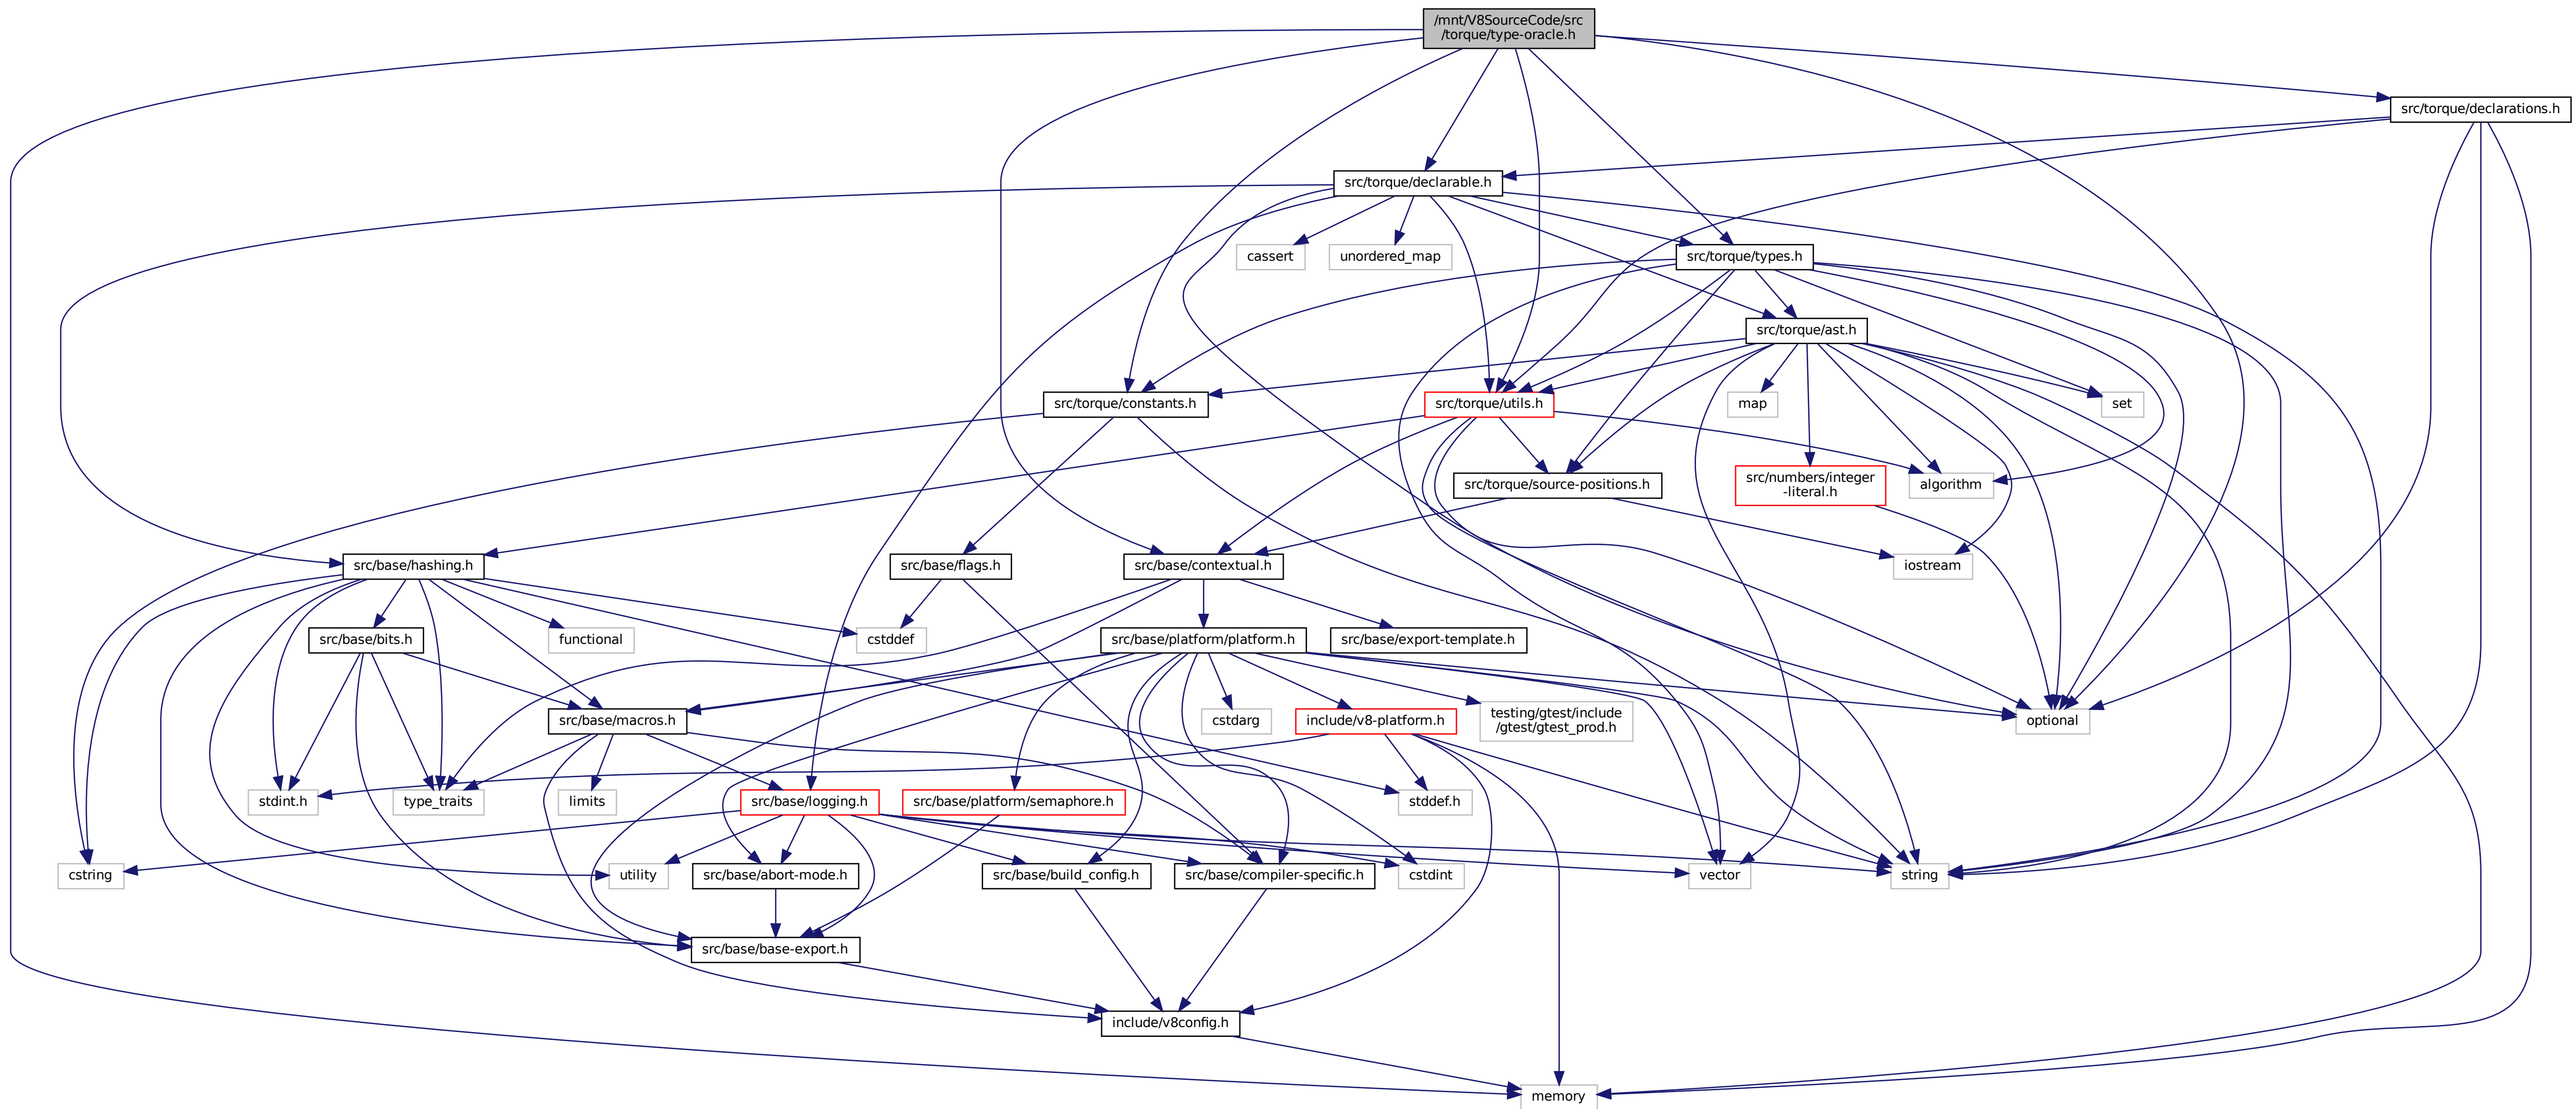 /mnt/V8SourceCode/src
/torque/type-oracle.h
src/torque/declarations.h
src/torque/declarable.h
cassert
unordered_map
src/torque/types.h
src/torque/ast.h
src/torque/constants.h
src/torque/utils.h
map
set
src/torque/source-positions.h
src/numbers/integer
-literal.h
algorithm
src/base/hashing.h
src/base/flags.h
src/base/contextual.h
iostream
src/base/bits.h
functional
cstddef
src/base/platform/platform.h
src/base/export-template.h
src/base/macros.h
cstdarg
include/v8-platform.h
testing/gtest/include
/gtest/gtest_prod.h
optional
stdint.h
type_traits
limits
src/base/logging.h
src/base/platform/semaphore.h
stddef.h
cstring
utility
src/base/abort-mode.h
src/base/build_config.h
src/base/compiler-specific.h
cstdint
vector
string
src/base/base-export.h
include/v8config.h
memory